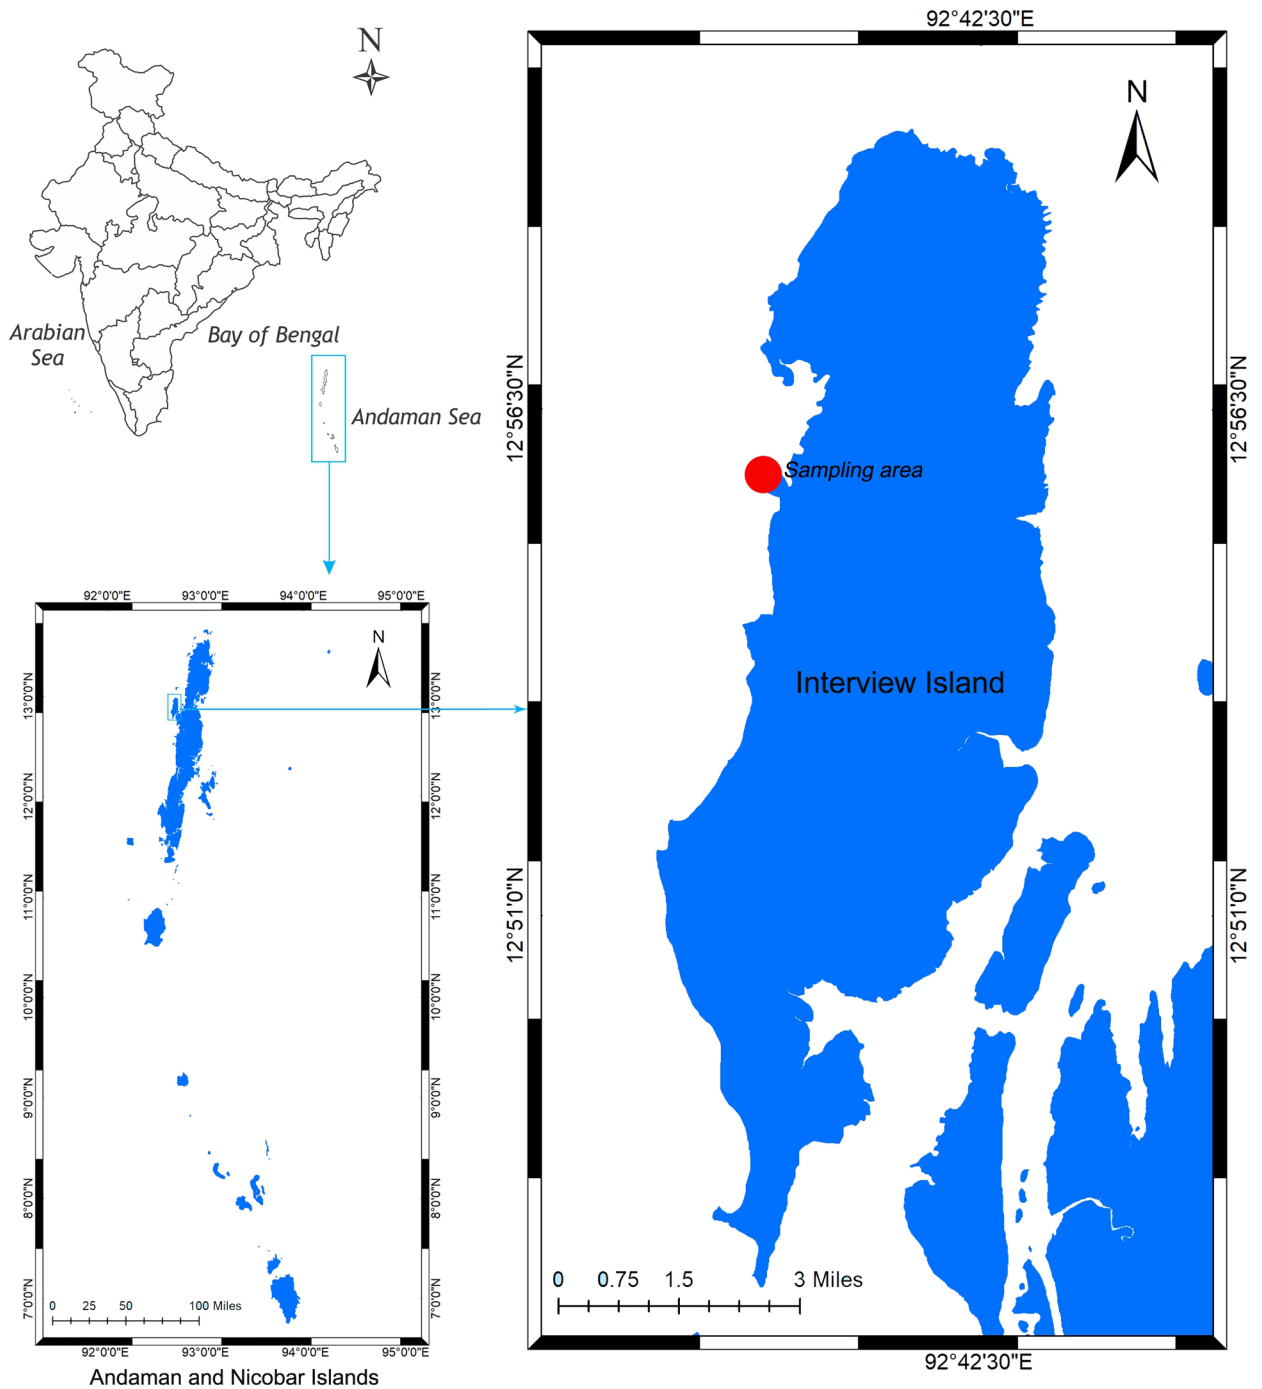 N
Arabian
Sea
Bay of Bengal
Andaman Sea
92°0'0"E 93°0'0"E 94°0'0"E 95°0'0"E
N
13°0'0"N
12°0'0"N
11°0'0"N
10°0'0"N
9°0'0"N
8°0'0"N
7°0'0"N
13°0'0"N
12°0'0"N
11°0'0"N
10°0'0"N
9°0'0"N
8°0'0"N
7°0'0"N
0 25 50 100 Miles
92°0'0"E 93°0'0"E 94°0'0"E 95°0'0"E
Andaman and Nicobar Islands
92°42'30"E
N
12°56'30"N
12°56'30"N
Sampling area
Interview Island
12°51'0"N
12°51'0"N
0 0.75 1.5 3 Miles
92°42'30"E